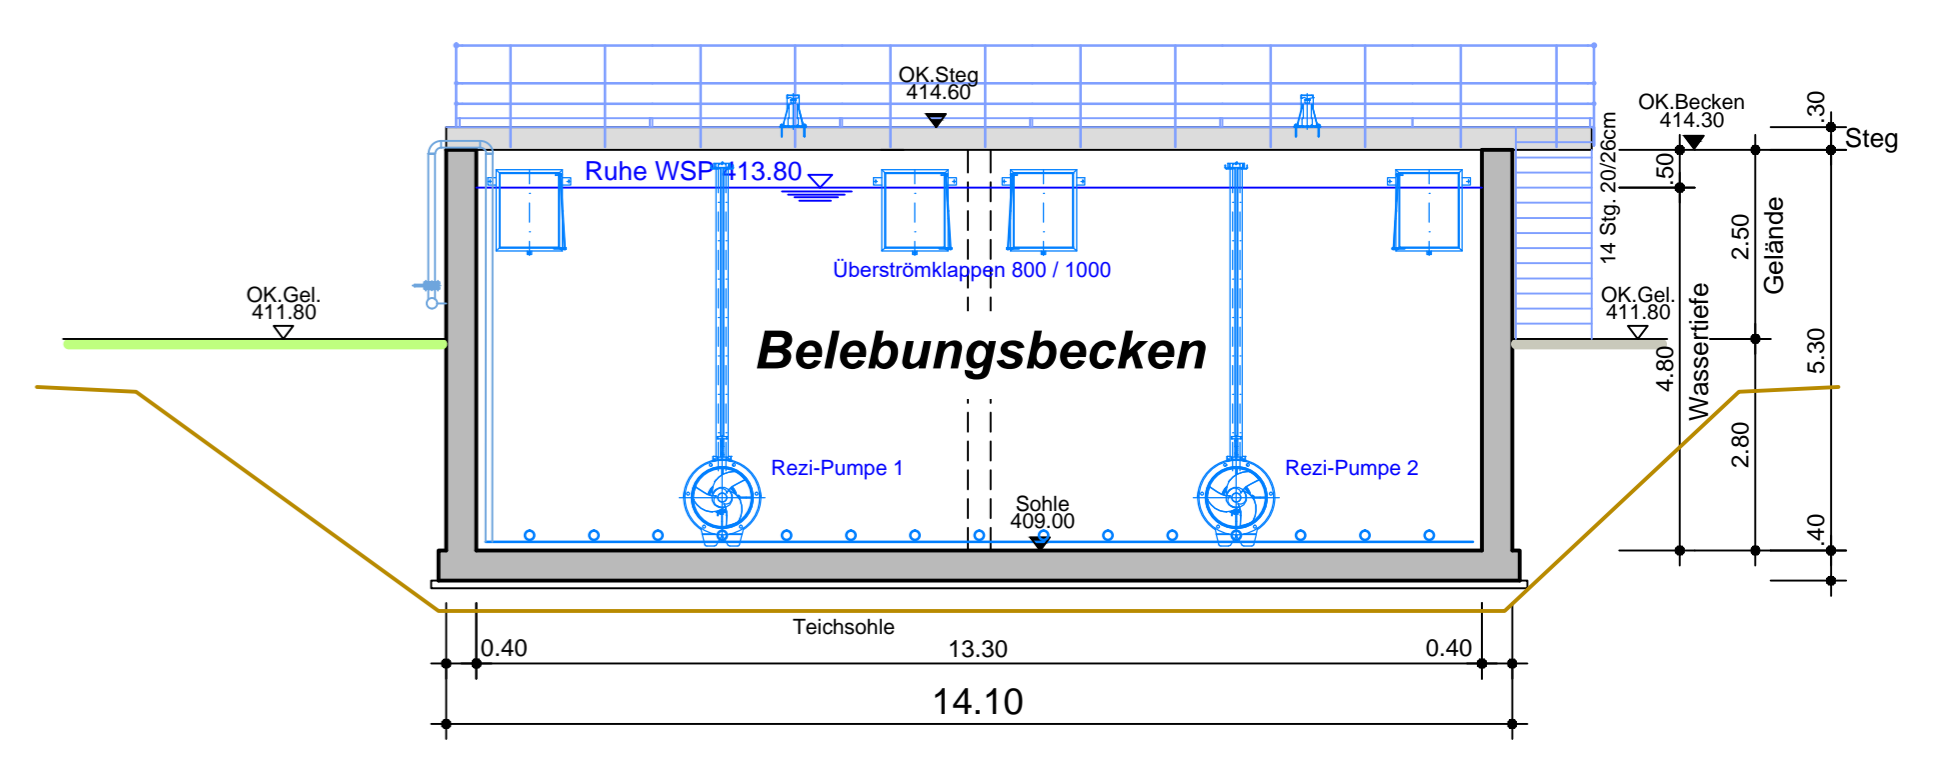 OK.Steg
414.60
OK.Becken
414.30
.30
Steg
Ruhe WSP 413.80
.50
14 Stg. 20/26cm
2.50
Gelände
Überströmklappen 800 / 1000
OK.Gel.
411.80
OK.Gel.
411.80
Belebungsbecken
4.80
Wassertiefe
5.30
2.80
Rezi-Pumpe 1
Rezi-Pumpe 2
Sohle
409.00
.40
Teichsohle
0.40
13.30
0.40
14.10